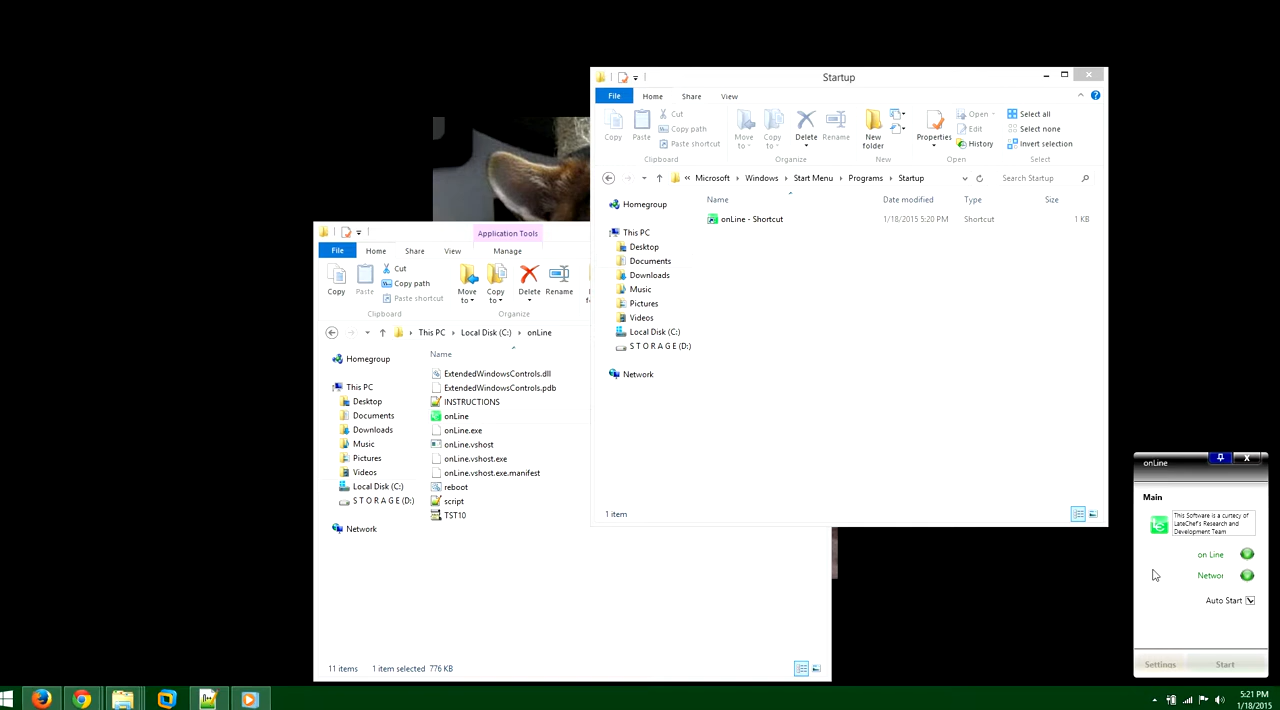 Startup
File Home Share View
Copy
Paste
Cut
Copy path
Paste shortcut
Clipboard
Move to
Copy to
Delete
Rename
Organize
New folder
New
Properties
Open
Edit
History
Open
Select all
Select none
Invert selection
Select
« Microsoft Windows Start Menu Programs Startup
Search Startup
Name Date modified Type Size
onLine - Shortcut 1/18/2015 5:20 PM Shortcut 1 KB
Homegroup
This PC
Desktop
Documents
Downloads
Music
Pictures
Videos
Local Disk (C:)
S T O R A G E (D:)
Network
1 item
Application Tools
File Home Share View Manage
Copy
Paste
Cut
Copy path
Paste shortcut
Clipboard
Move to
Copy to
Delete
Rename
Organize
This PC Local Disk (C:) onLine
Name
Homegroup
This PC
Desktop
Documents
Downloads
Music
Pictures
Videos
Local Disk (C:)
S T O R A G E (D:)
Network
ExtendedWindowsControls.dll
ExtendedWindowsControls.pdb
INSTRUCTIONS
onLine
onLine.exe
onLine.vshost
onLine.vshost.exe
onLine.vshost.exe.manifest
reboot
script
TST10
11 items 1 item selected 776 KB
onLine
Main
This Software is a curtecy of
LateChef's Research and
Development Team
on Line
Networ
Auto Start
Settings Start
5:21 PM
1/18/2015